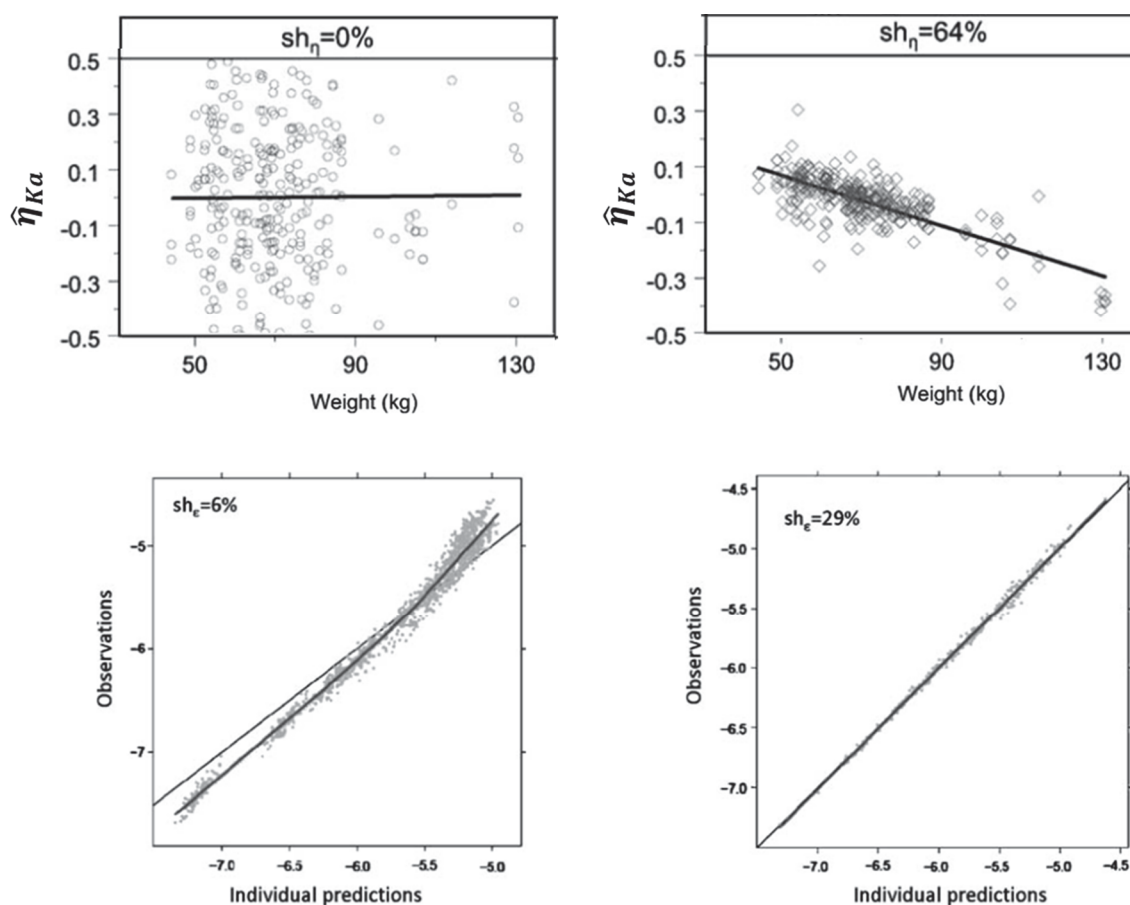 shη=0%
0.5
0.3
0.1
-0.1
-0.3
-0.5
η̂Ka
50 90 130
Weight (kg)
shη=64%
0.5
0.3
0.1
-0.1
-0.3
-0.5
η̂Ka
50 90 130
Weight (kg)
shε=6%
Observations
-5
-6
-7
-7.0 -6.5 -6.0 -5.5 -5.0
Individual predictions
shε=29%
Observations
-4.5
-5.0
-5.5
-6.0
-6.5
-7.0
-7.0 -6.5 -6.0 -5.5 -5.0 -4.5
Individual predictions